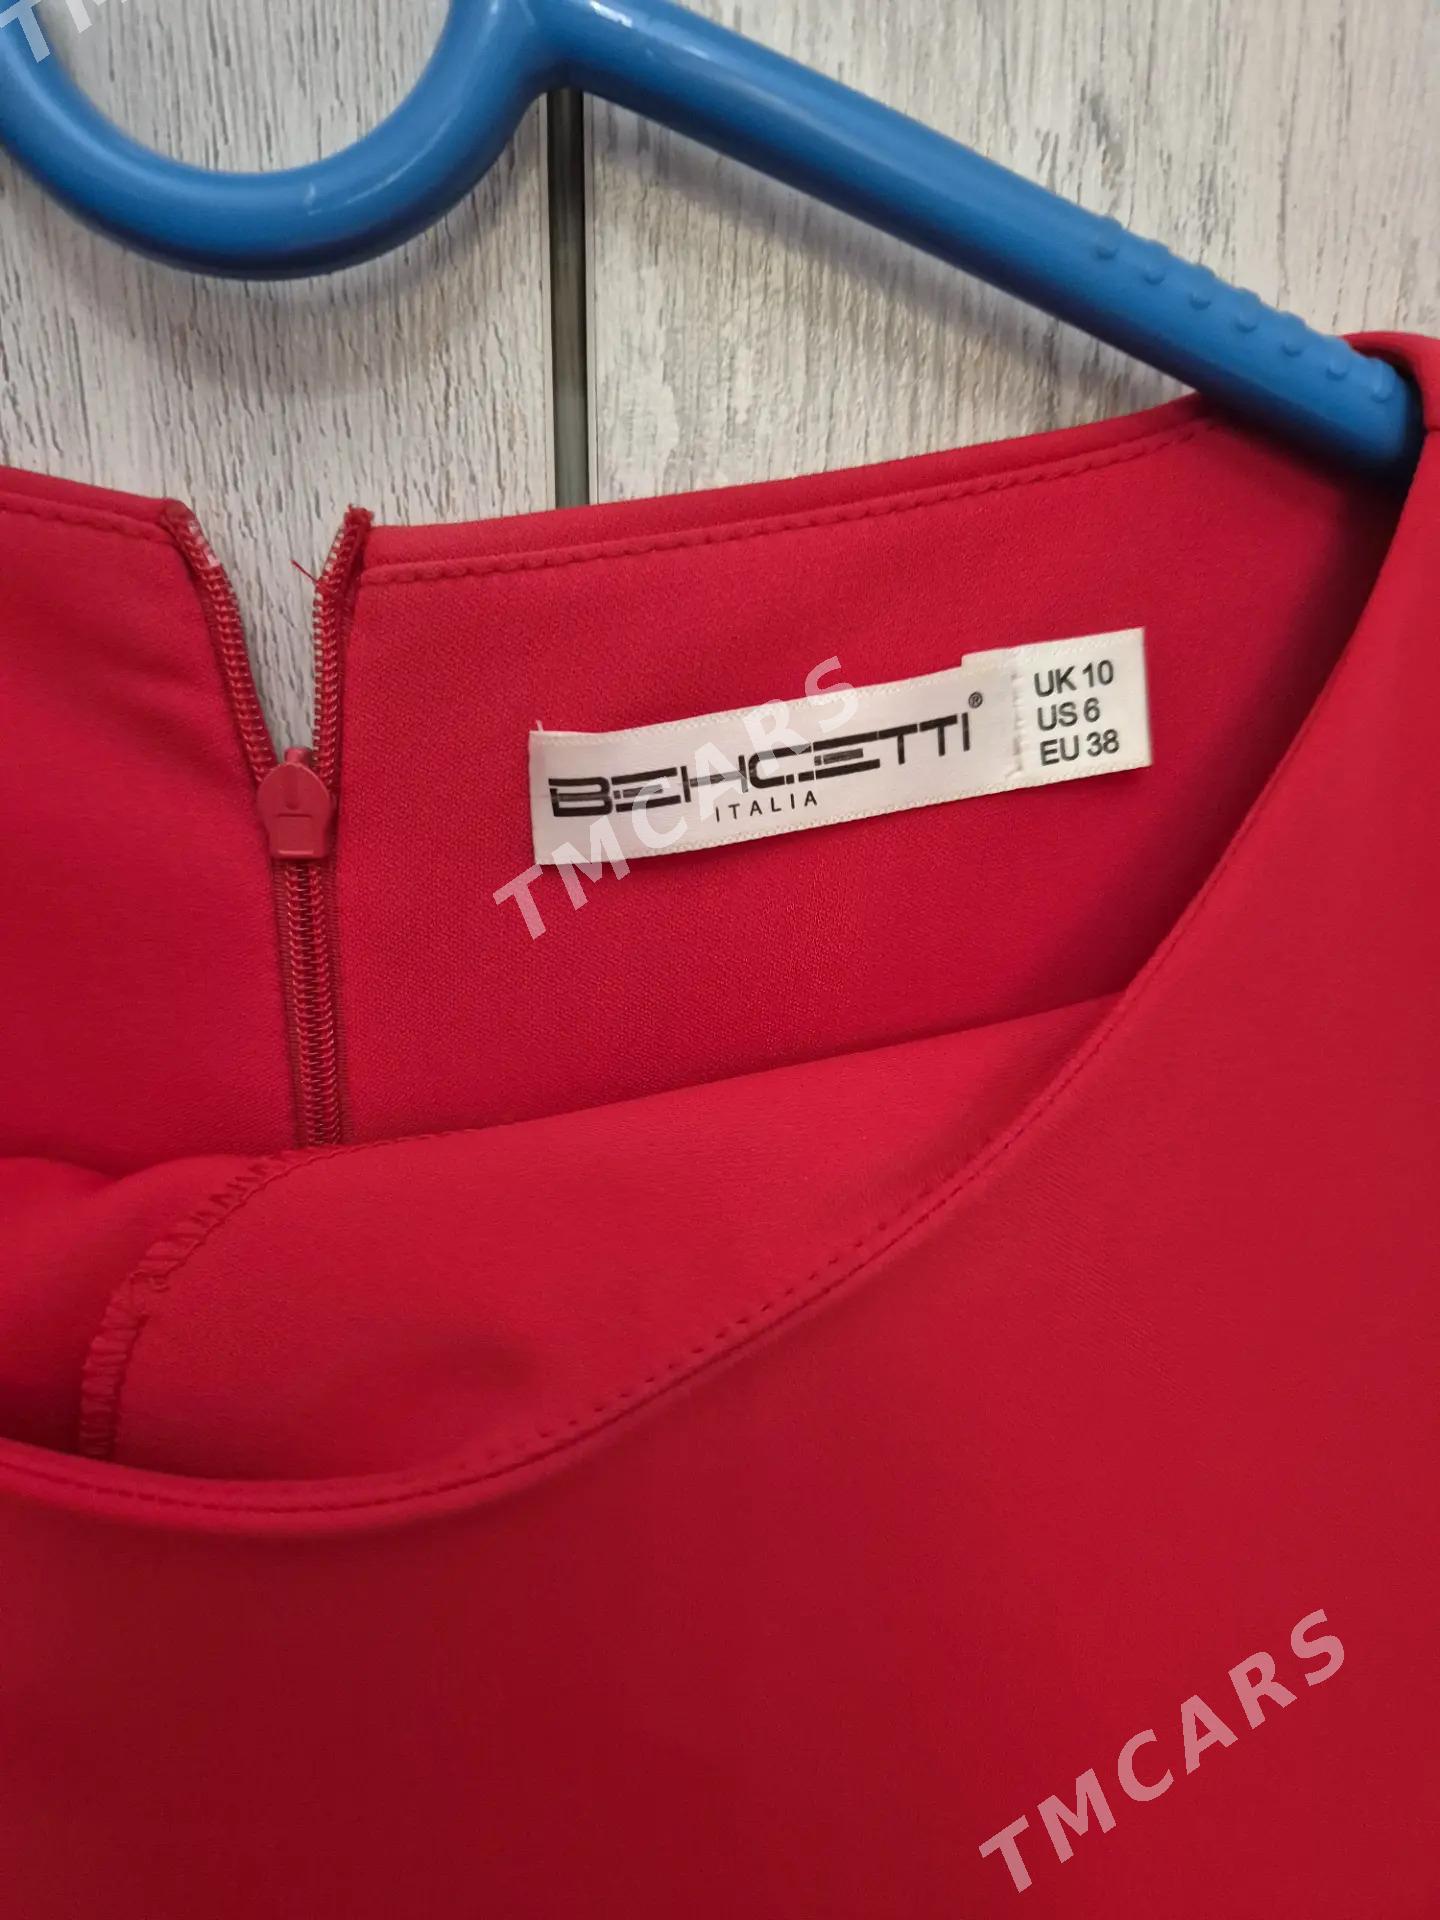 BEHCETTI®
ITALIA
UK 10
US 6
EU 38
TMCARS
TMCARS